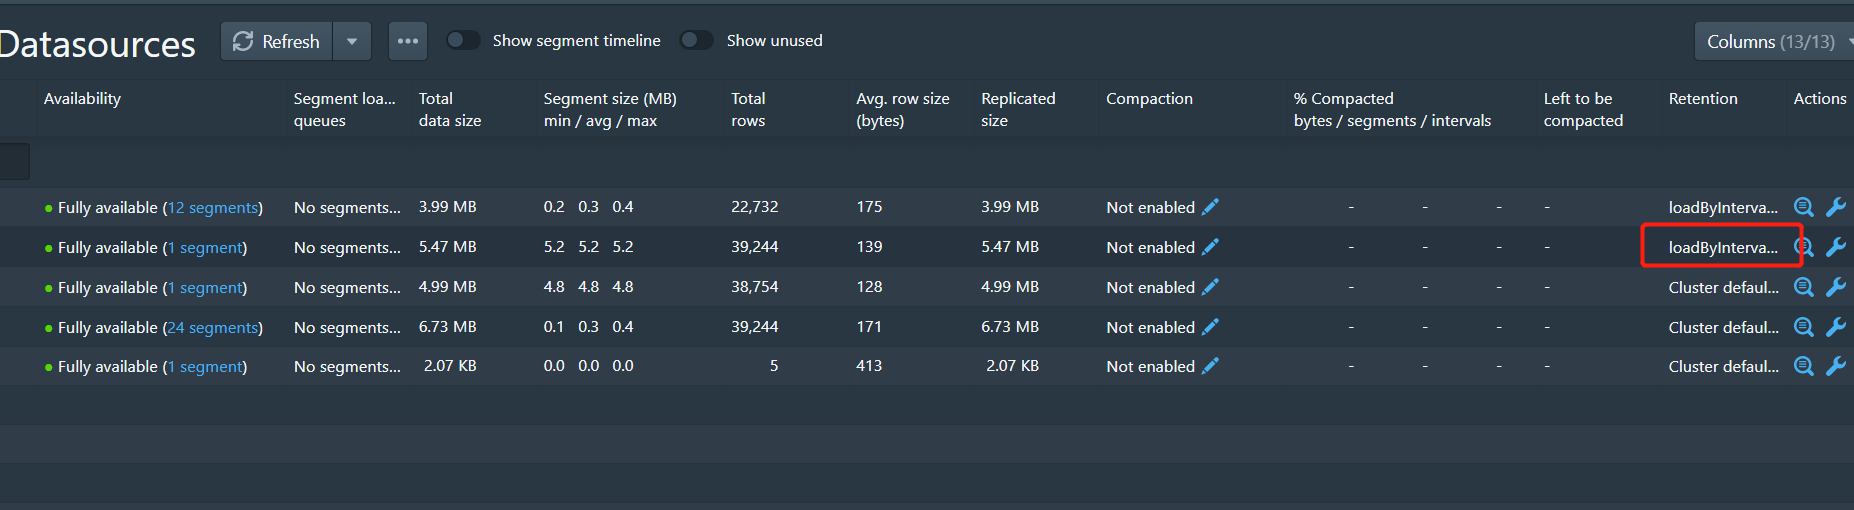 Datasources Refresh ••• Show segment timeline Show unused Columns (13/13)
Availability Segment loa... Total Segment size (MB) Total Avg. row size Replicated Compaction % Compacted Left to be Retention Actions
queues data size min / avg / max rows (bytes) size bytes / segments / intervals compacted
Fully available (12 segments) No segments... 3.99 MB 0.2 0.3 0.4 22,732 175 3.99 MB Not enabled - - - - loadByInterva...
Fully available (1 segment) No segments... 5.47 MB 5.2 5.2 5.2 39,244 139 5.47 MB Not enabled - - - - loadByInterva...
Fully available (1 segment) No segments... 4.99 MB 4.8 4.8 4.8 38,754 128 4.99 MB Not enabled - - - - Cluster defaul...
Fully available (24 segments) No segments... 6.73 MB 0.1 0.3 0.4 39,244 171 6.73 MB Not enabled - - - - Cluster defaul...
Fully available (1 segment) No segments... 2.07 KB 0.0 0.0 0.0 5 413 2.07 KB Not enabled - - - - Cluster defaul...